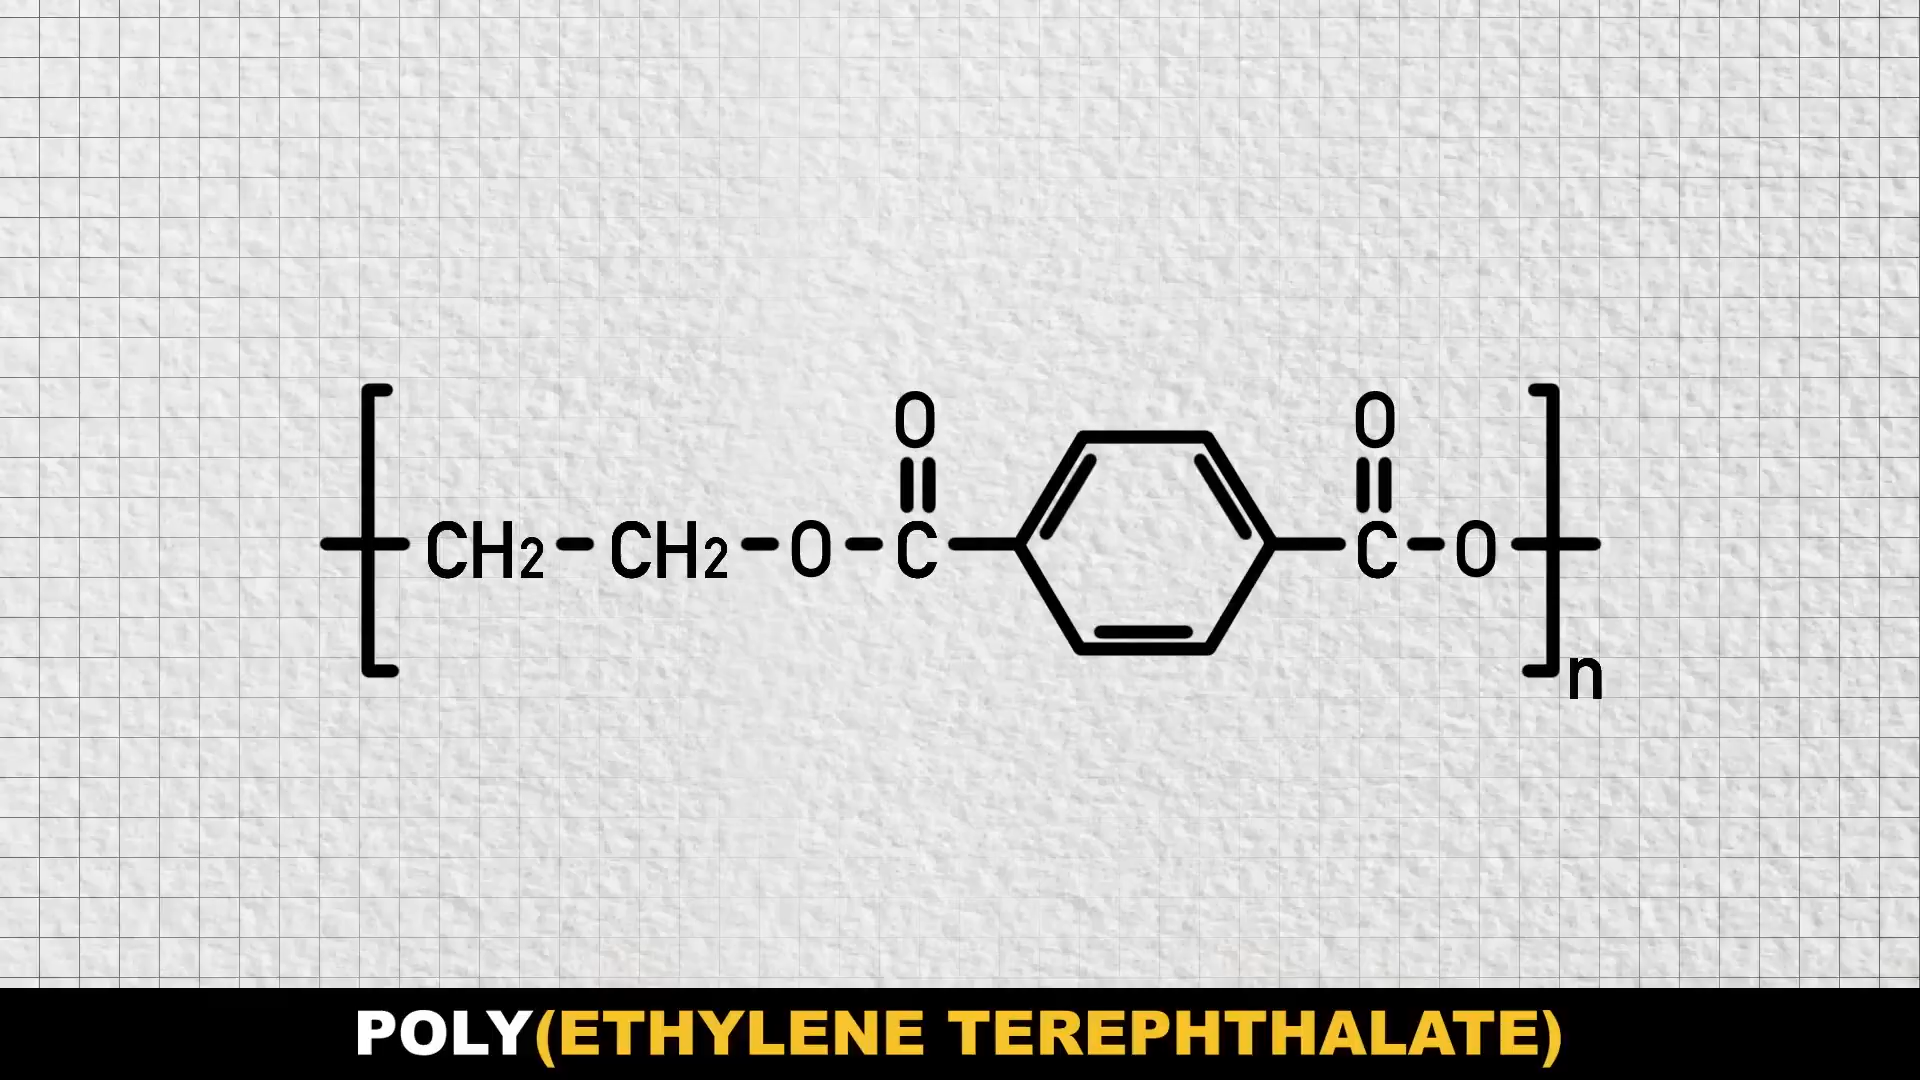 O O
CH2 CH2 O C C O
n
POLY(ETHYLENE TEREPHTHALATE)